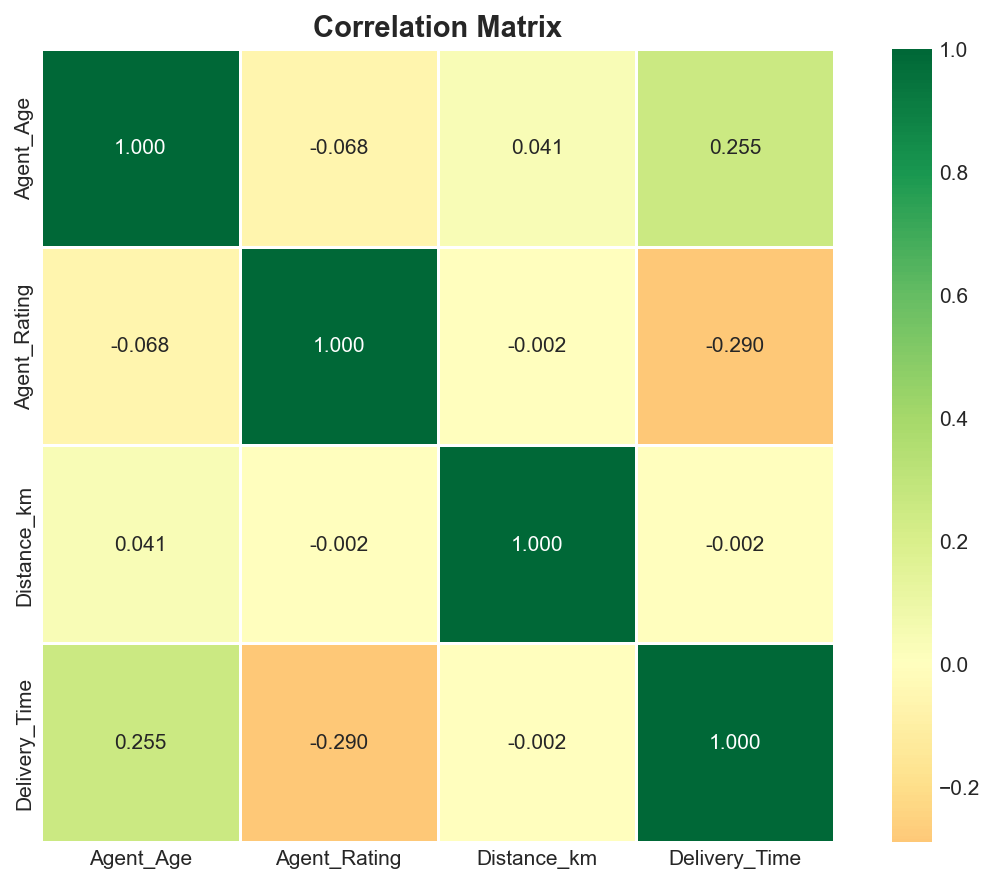 Correlation Matrix
Agent_Age
1.000
-0.068
0.041
0.255
Agent_Rating
-0.068
1.000
-0.002
-0.290
Distance_km
0.041
-0.002
1.000
-0.002
Delivery_Time
0.255
-0.290
-0.002
1.000
Agent_Age
Agent_Rating
Distance_km
Delivery_Time
1.0
0.8
0.6
0.4
0.2
0.0
−0.2